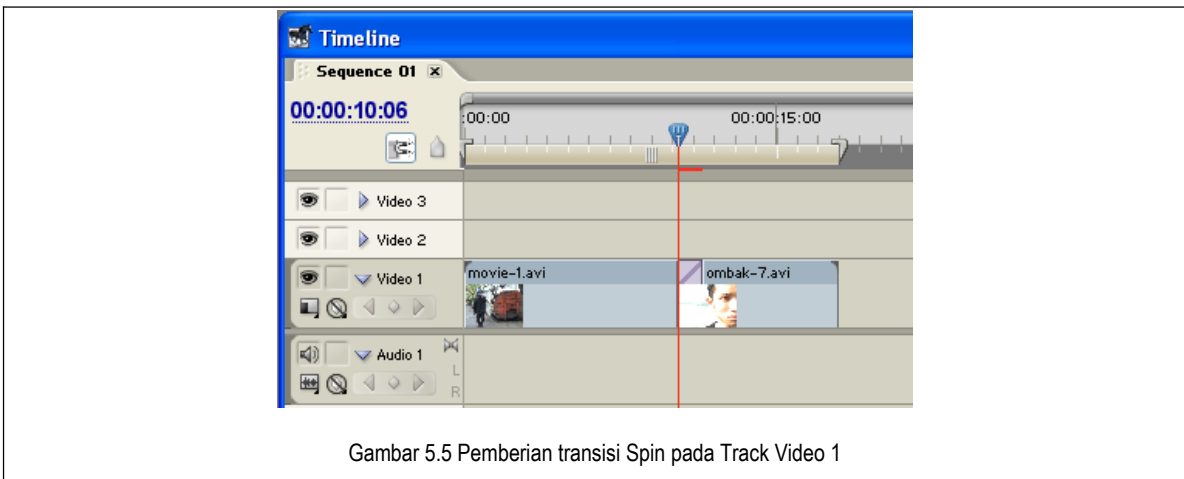 Timeline
Sequence 01
00:00:10:06
:00:00 00:00:15:00
Video 3
Video 2
Video 1
movie-1.avi ombak-7.avi
Audio 1
L
R
Gambar 5.5 Pemberian transisi Spin pada Track Video 1